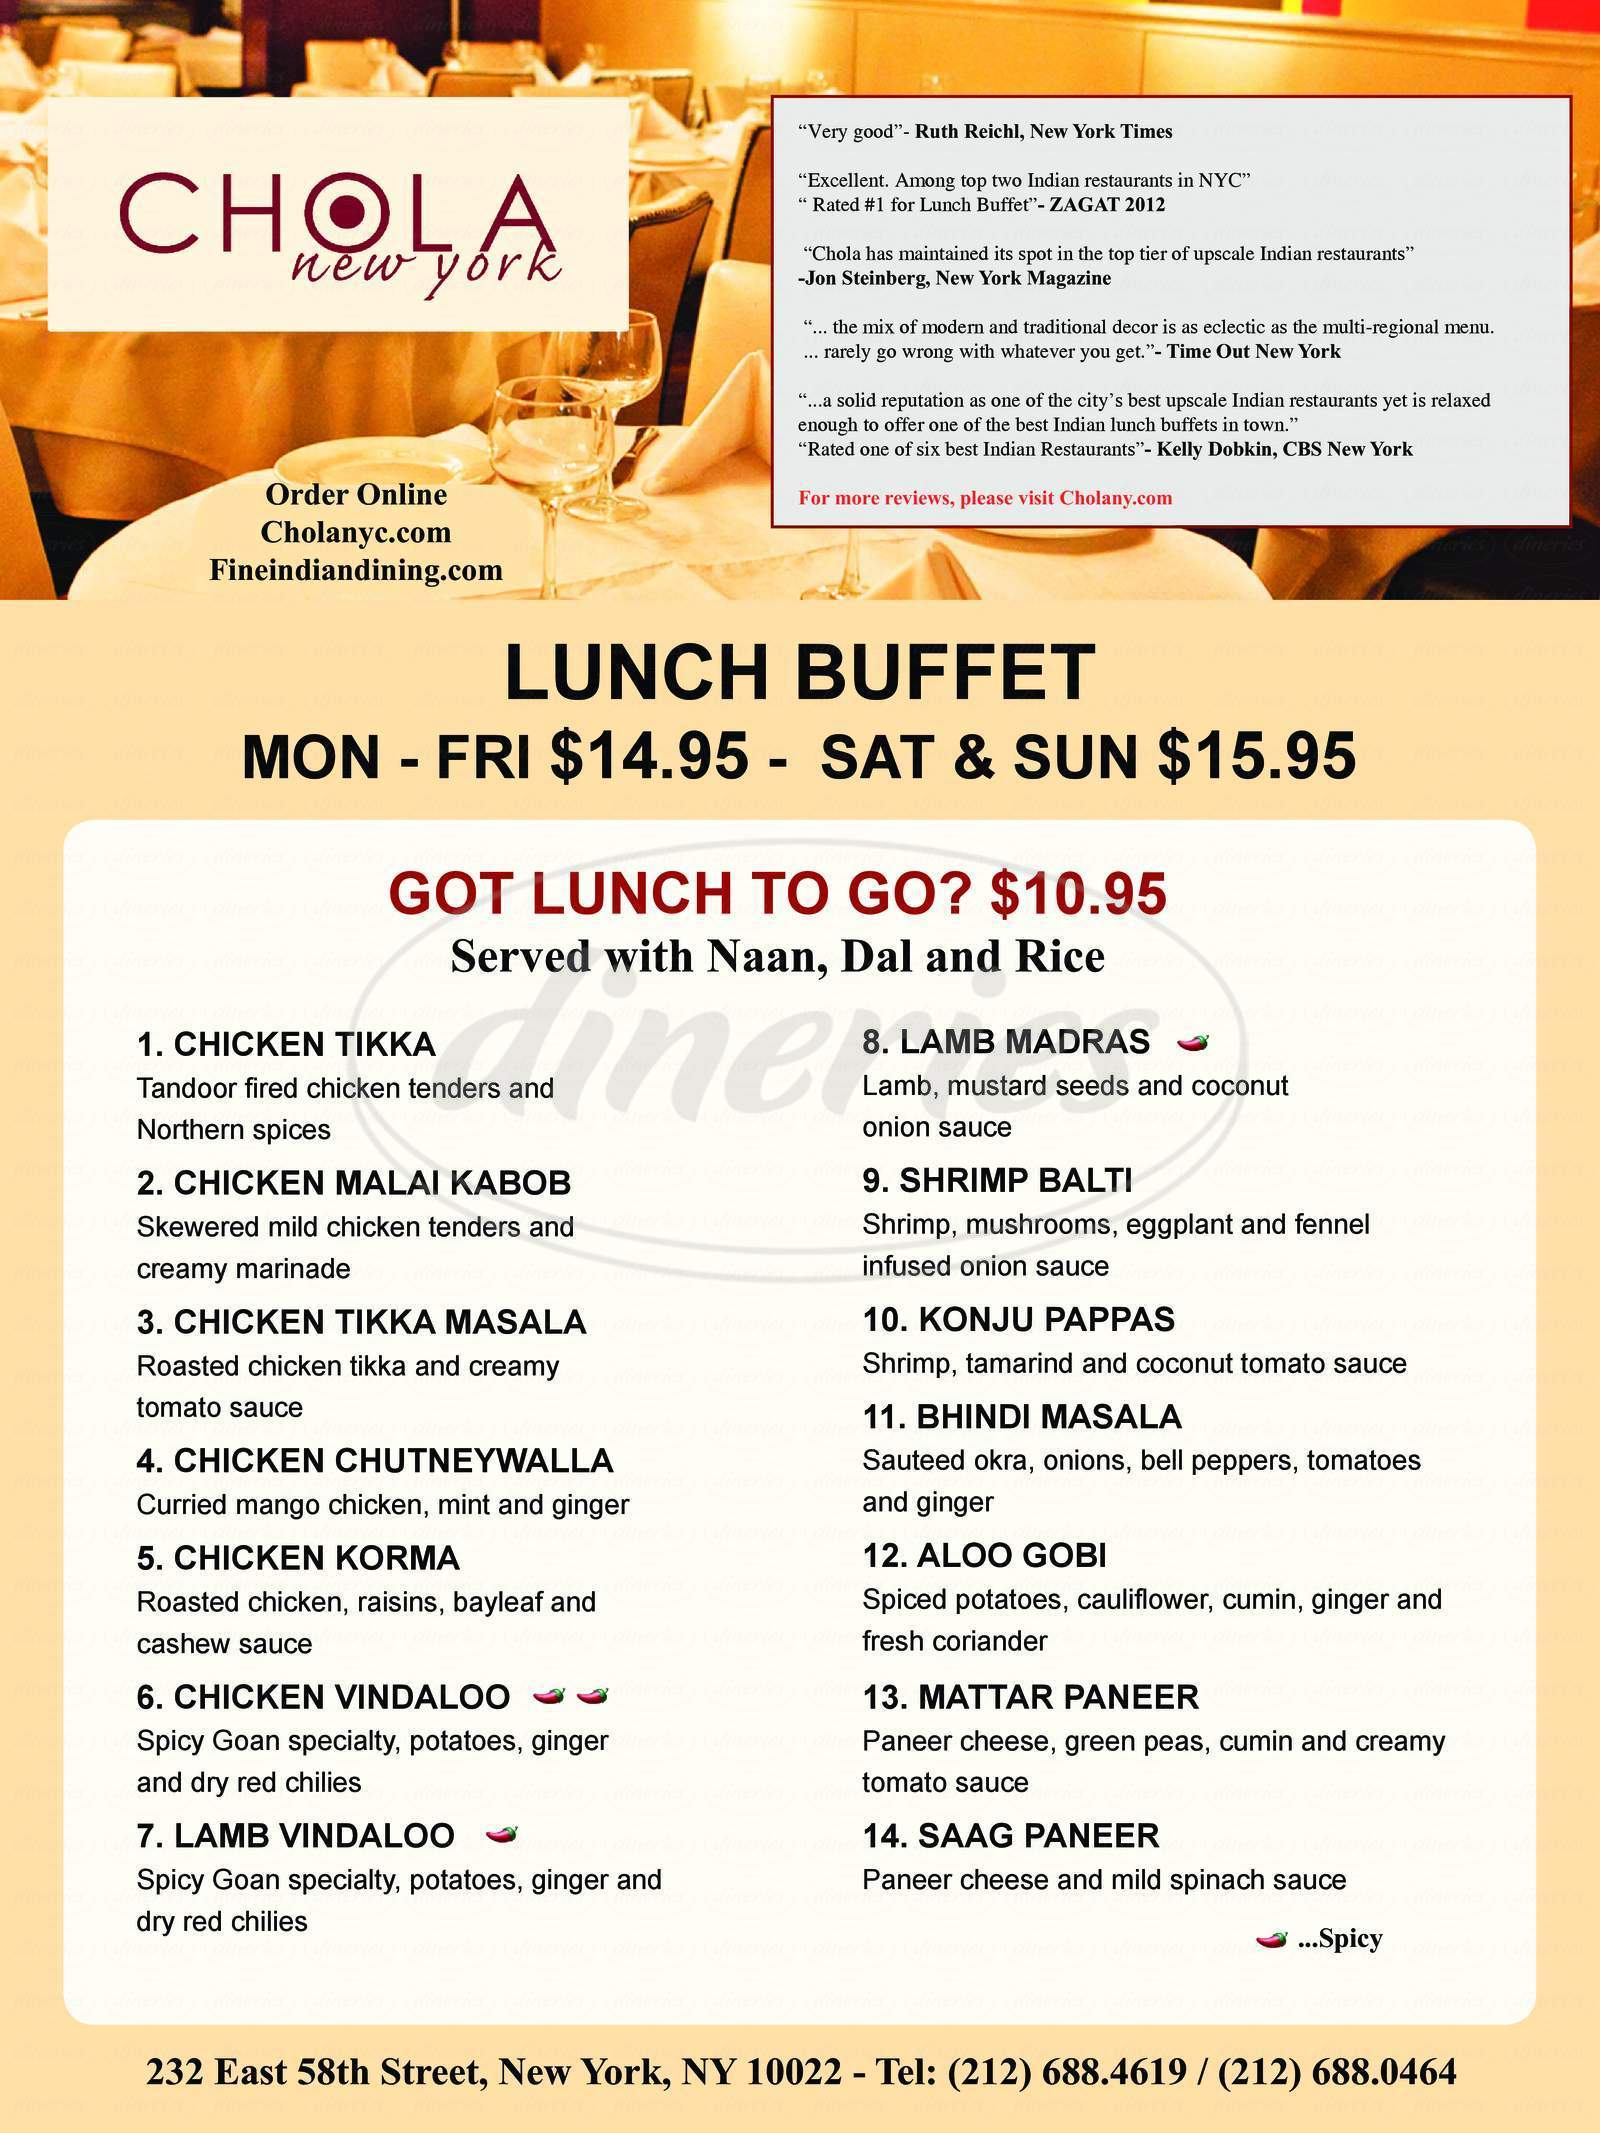 CHOLA
new york
Order Online
Cholanyc.com
Fineindiandining.com
“Very good”- Ruth Reichl, New York Times
“Excellent. Among top two Indian restaurants in NYC”
“ Rated #1 for Lunch Buffet”- ZAGAT 2012
“Chola has maintained its spot in the top tier of upscale Indian restaurants”
-Jon Steinberg, New York Magazine
“... the mix of modern and traditional decor is as eclectic as the multi-regional menu.
... rarely go wrong with whatever you get.”- Time Out New York
“...a solid reputation as one of the city’s best upscale Indian restaurants yet is relaxed
enough to offer one of the best Indian lunch buffets in town.”
“Rated one of six best Indian Restaurants”- Kelly Dobkin, CBS New York
For more reviews, please visit Cholany.com
LUNCH BUFFET
MON - FRI $14.95 - SAT & SUN $15.95
GOT LUNCH TO GO? $10.95
Served with Naan, Dal and Rice
dineries
1. CHICKEN TIKKA
Tandoor fired chicken tenders and
Northern spices
2. CHICKEN MALAI KABOB
Skewered mild chicken tenders and
creamy marinade
3. CHICKEN TIKKA MASALA
Roasted chicken tikka and creamy
tomato sauce
4. CHICKEN CHUTNEYWALLA
Curried mango chicken, mint and ginger
5. CHICKEN KORMA
Roasted chicken, raisins, bayleaf and
cashew sauce
6. CHICKEN VINDALOO
Spicy Goan specialty, potatoes, ginger
and dry red chilies
7. LAMB VINDALOO
Spicy Goan specialty, potatoes, ginger and
dry red chilies
8. LAMB MADRAS
Lamb, mustard seeds and coconut
onion sauce
9. SHRIMP BALTI
Shrimp, mushrooms, eggplant and fennel
infused onion sauce
10. KONJU PAPPAS
Shrimp, tamarind and coconut tomato sauce
11. BHINDI MASALA
Sauteed okra, onions, bell peppers, tomatoes
and ginger
12. ALOO GOBI
Spiced potatoes, cauliflower, cumin, ginger and
fresh coriander
13. MATTAR PANEER
Paneer cheese, green peas, cumin and creamy
tomato sauce
14. SAAG PANEER
Paneer cheese and mild spinach sauce
...Spicy
232 East 58th Street, New York, NY 10022 - Tel: (212) 688.4619 / (212) 688.0464